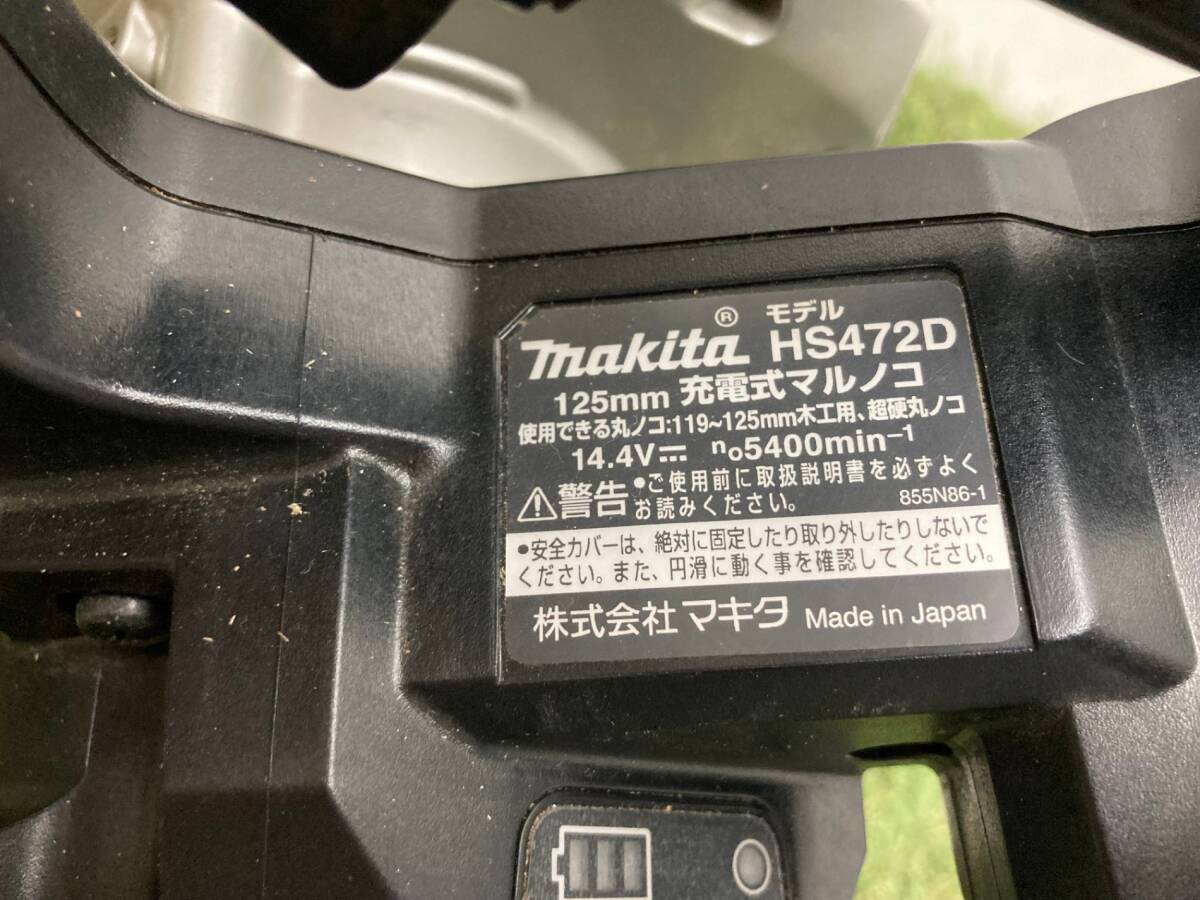 makita ® モデル HS472D
125mm 充電式マルノコ
使用できる丸ノコ:119~125mm木工用、超硬丸ノコ
14.4V⎓ n₀5400min⁻¹
⚠警告 •ご使用前に取扱説明書を必ずよく
お読みください。 855N86-1
•安全カバーは、絶対に固定したり取り外したりしないで
ください。また、円滑に動く事を確認してください。
株式会社マキタ Made in Japan